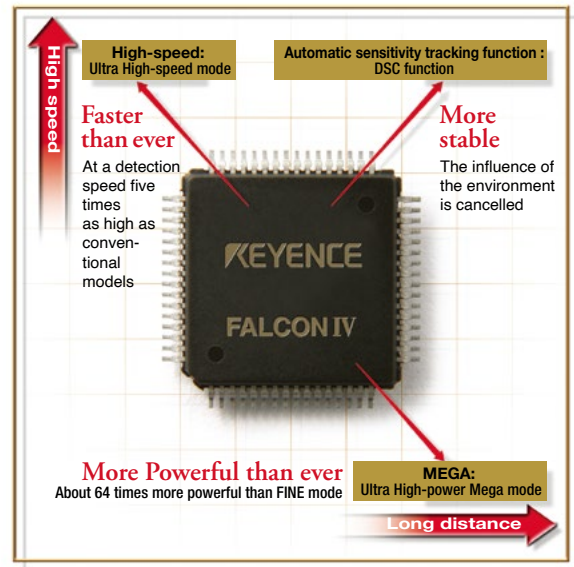 High speed
High-speed:
Ultra High-speed mode
Automatic sensitivity tracking function :
DSC function
Faster
than ever
At a detection
speed five
times
as high as
conven-
tional
models
More
stable
The influence of
the environment
is cancelled
KEYENCE
FALCON IV
More Powerful than ever
About 64 times more powerful than FINE mode
MEGA:
Ultra High-power Mega mode
Long distance